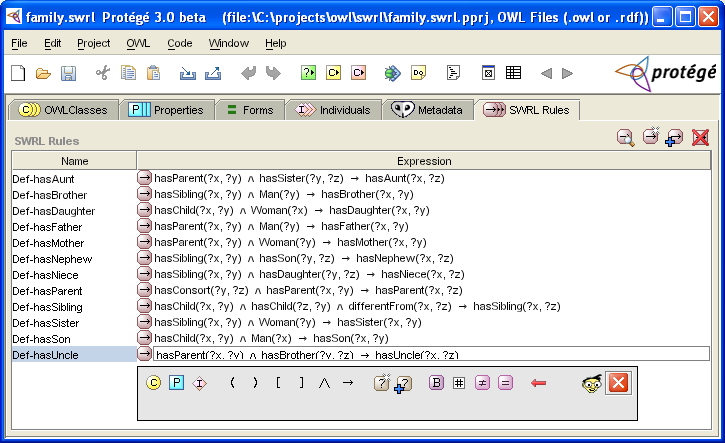 family.swrl Protégé 3.0 beta (file:\C:\projects\owl\swrl\family.swrl.pprj, OWL Files (.owl or .rdf))
File Edit Project OWL Code Window Help
? C> C> DQ protégé
C OWLClasses P Properties Forms I Individuals Metadata SWRL Rules
SWRL Rules
Name Expression
Def-hasAunt → hasParent(?x, ?y) ∧ hasSister(?y, ?z) → hasAunt(?x, ?z)
Def-hasBrother → hasSibling(?x, ?y) ∧ Man(?y) → hasBrother(?x, ?y)
Def-hasDaughter → hasChild(?x, ?y) ∧ Woman(?x) → hasDaughter(?x, ?y)
Def-hasFather → hasParent(?x, ?y) ∧ Man(?y) → hasFather(?x, ?y)
Def-hasMother → hasParent(?x, ?y) ∧ Woman(?y) → hasMother(?x, ?y)
Def-hasNephew → hasSibling(?x, ?y) ∧ hasSon(?y, ?z) → hasNephew(?x, ?z)
Def-hasNiece → hasSibling(?x, ?y) ∧ hasDaughter(?y, ?z) → hasNiece(?x, ?z)
Def-hasParent → hasConsort(?y, ?z) ∧ hasParent(?x, ?y) → hasParent(?x, ?z)
Def-hasSibling → hasChild(?y, ?x) ∧ hasChild(?y, ?z) ∧ differentFrom(?x, ?z) → hasSibling(?x, ?z)
Def-hasSister → hasSibling(?x, ?y) ∧ Woman(?y) → hasSister(?x, ?y)
Def-hasSon → hasChild(?x, ?y) ∧ Man(?x) → hasSon(?x, ?y)
Def-hasUncle → hasParent(?x, ?y) ∧ hasBrother(?y, ?z) → hasUncle(?x, ?z)
C P I ( ) [ ] ∧ → ? ? B # ≠ =